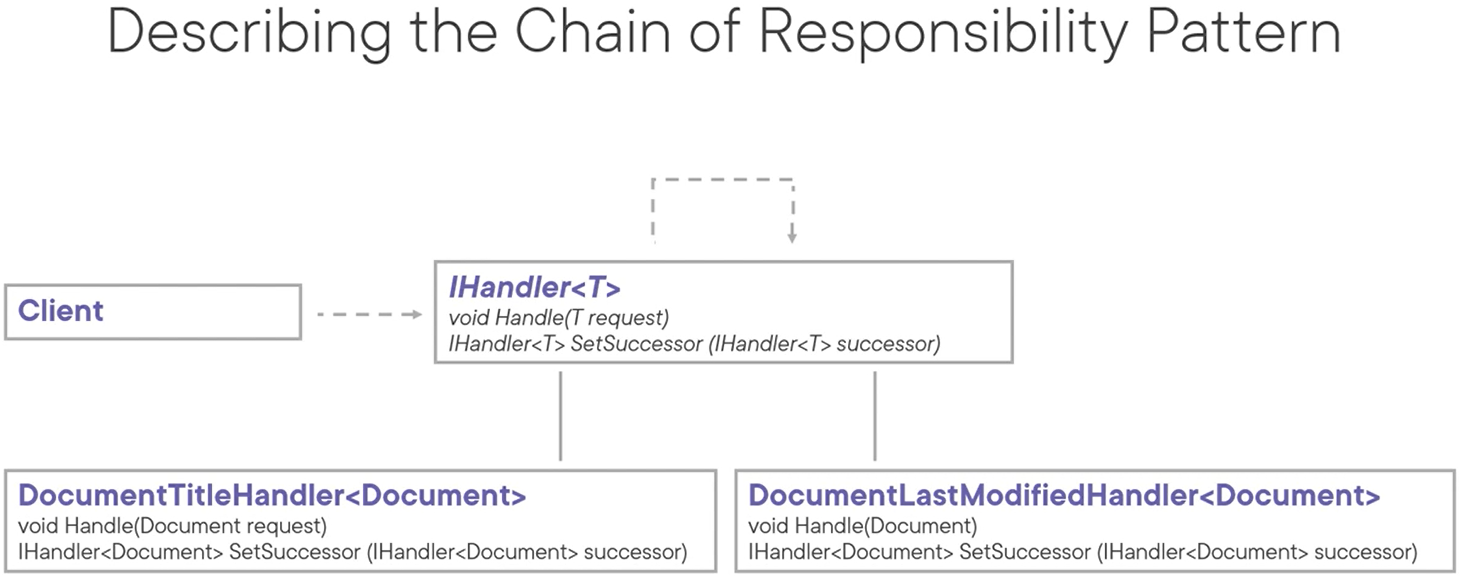 Describing the Chain of Responsibility Pattern
Client
IHandler<T>
void Handle(T request)
IHandler<T> SetSuccessor (IHandler<T> successor)
DocumentTitleHandler<Document>
void Handle(Document request)
IHandler<Document> SetSuccessor (IHandler<Document> successor)
DocumentLastModifiedHandler<Document>
void Handle(Document)
IHandler<Document> SetSuccessor (IHandler<Document> successor)